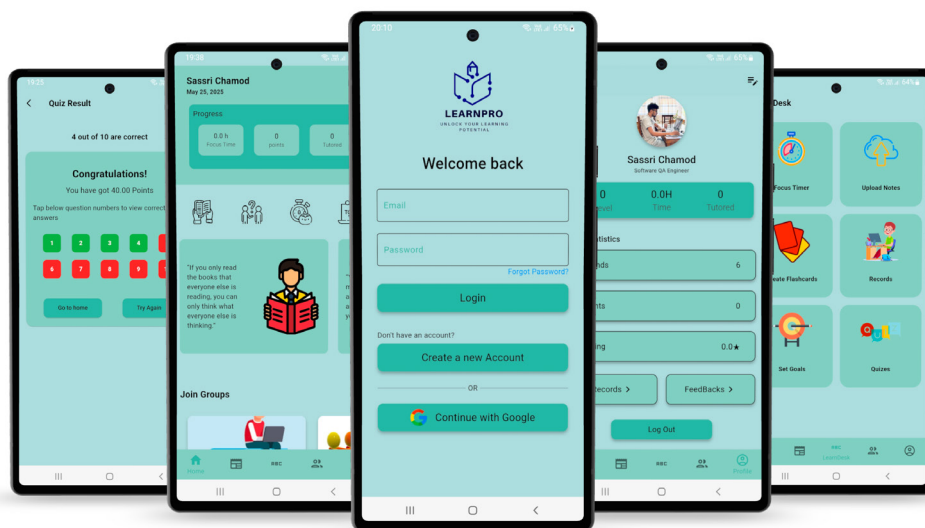 19:25
Quiz Result
4 out of 10 are correct
Congratulations!
You have got 40.00 Points
Tap below question numbers to view correct
answers
1 2 3 4
6 7 8 9
Go to home Try Again
19:38
Sassri Chamod
May 25, 2025
Progress
0.0 h 0 0
Focus Time points Tutored
"If you only read
the books that
everyone else is
reading, you can
only think what
everyone else is
thinking."
Join Groups
Home
ABC
20:10
65%
LEARNPRO
UNLOCK YOUR LEARNING
POTENTIAL
Welcome back
Email
Password
Forgot Password?
Login
Don't have an account?
Create a new Account
OR
Continue with Google
65%
Sassri Chamod
Software QA Engineer
0 0.0H 0
Time Tutored
6
0
0.0★
FeedBacks >
Log Out
ABC
Profile
64%
Desk
Focus Timer Upload Notes
Flashcards Records
Set Goals Quizes
ABC
LearnDesk